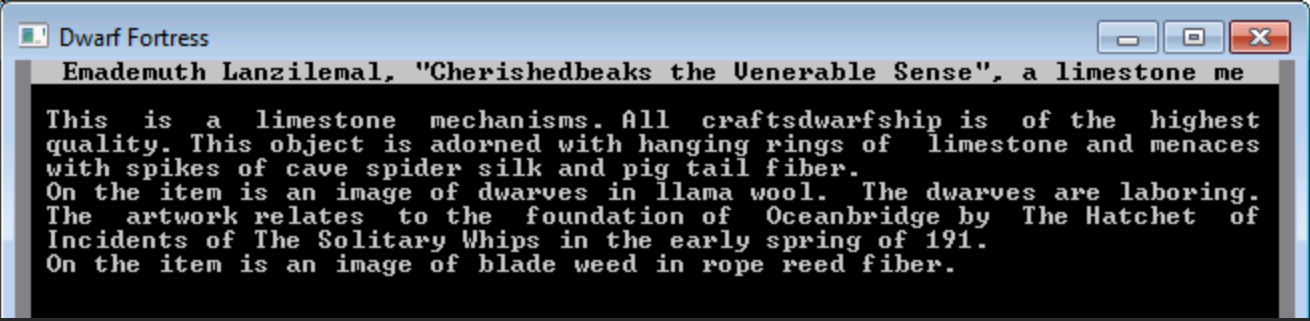 Dwarf Fortress
Emademuth Lanzilemal, "Cherishedbeaks the Venerable Sense", a limestone me
This is a limestone mechanisms. All craftsdwarfship is of the highest
quality. This object is adorned with hanging rings of limestone and menaces
with spikes of cave spider silk and pig tail fiber.
On the item is an image of dwarves in llama wool. The dwarves are laboring.
The artwork relates to the foundation of Oceanbridge by The Hatchet of
Incidents of The Solitary Whips in the early spring of 191.
On the item is an image of blade weed in rope reed fiber.